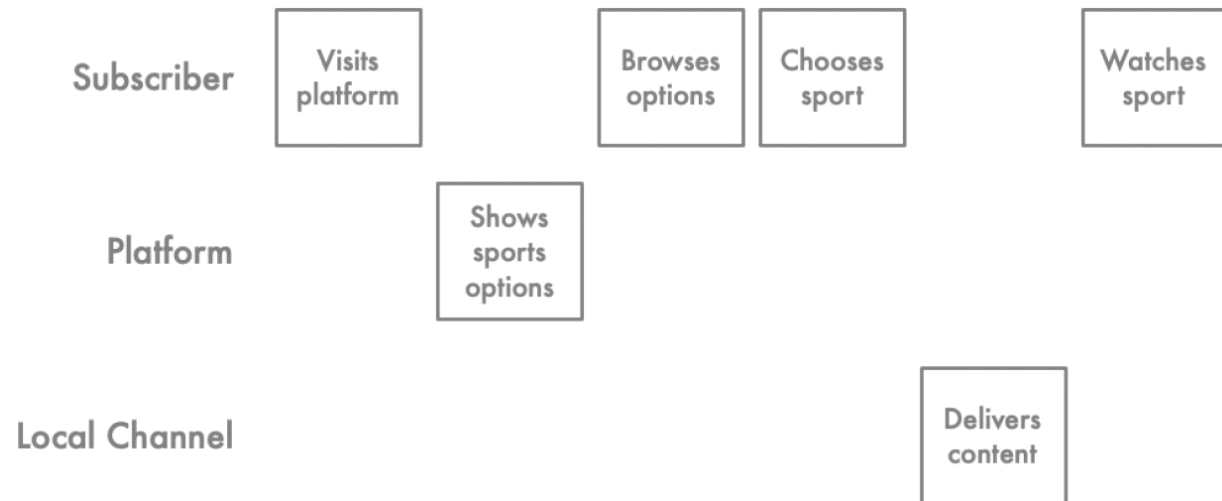 Subscriber
Visits
platform
Browses
options
Chooses
sport
Watches
sport
Platform
Shows
sports
options
Local Channel
Delivers
content